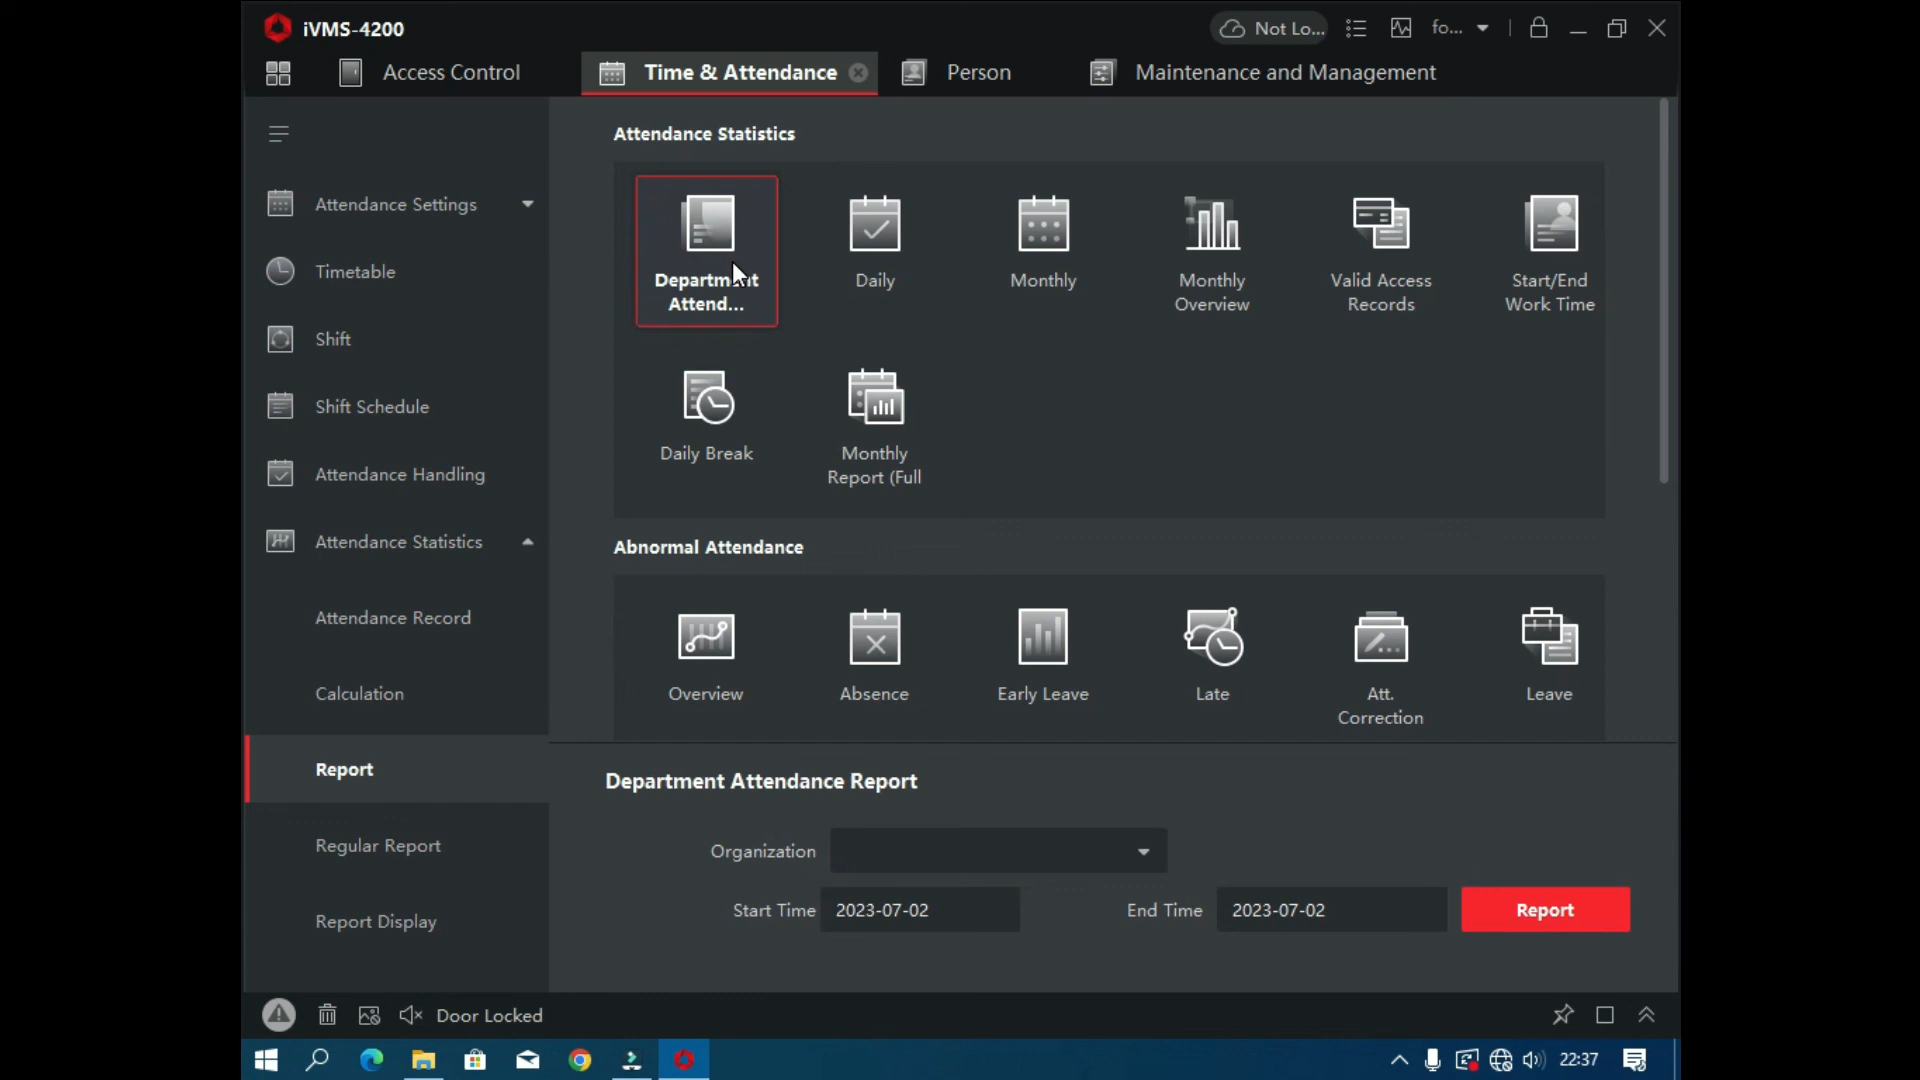 iVMS-4200
Not Lo...
fo...
Access Control
Time & Attendance
Person
Maintenance and Management
Attendance Settings
Timetable
Shift
Shift Schedule
Attendance Handling
Attendance Statistics
Attendance Record
Calculation
Report
Regular Report
Report Display
Attendance Statistics
Department
Attend...
Daily
Monthly
Monthly
Overview
Valid Access
Records
Start/End
Work Time
Daily Break
Monthly
Report (Full
Abnormal Attendance
Overview
Absence
Early Leave
Late
Att.
Correction
Leave
Department Attendance Report
Organization
Start Time 2023-07-02
End Time 2023-07-02
Report
Door Locked
22:37